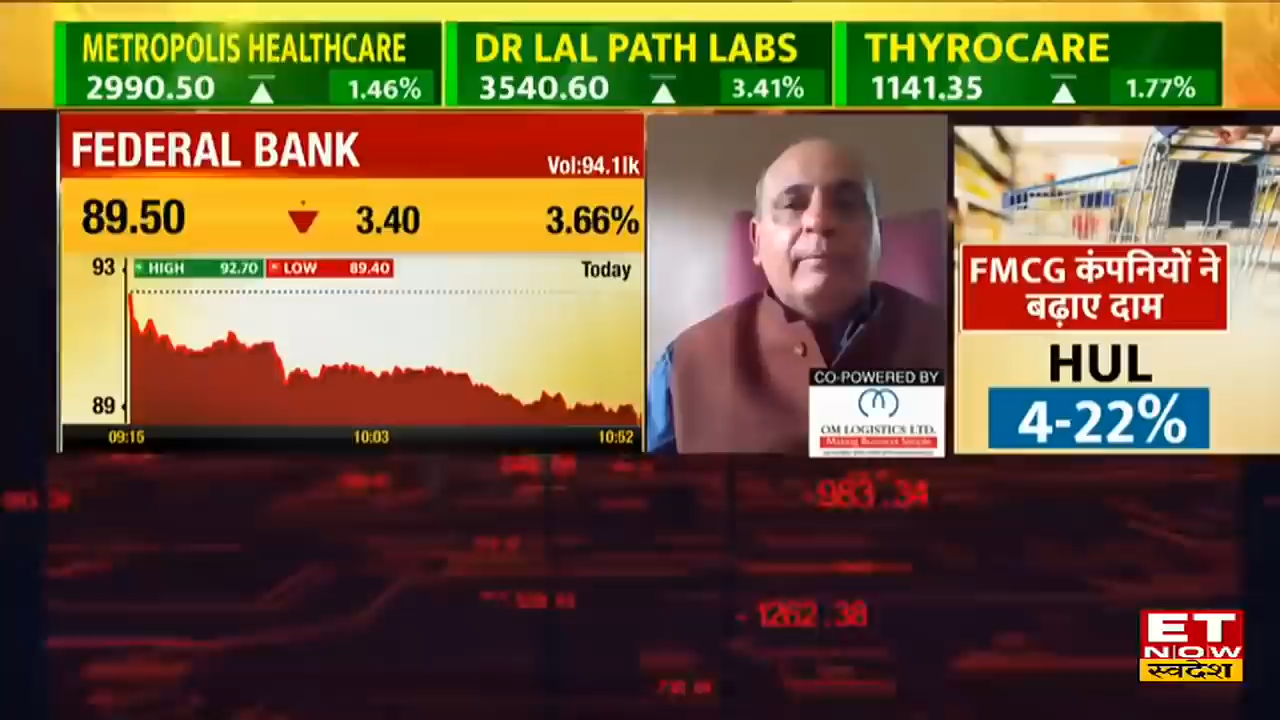 METROPOLIS HEALTHCARE
2990.50 1.46%
DR LAL PATH LABS
3540.60 3.41%
THYROCARE
1141.35 1.77%
FEDERAL BANK
Vol:94.1lk
89.50 3.40 3.66%
93 HIGH 92.70 LOW 89.40 Today
89
09:15 10:03 10:52
CO-POWERED BY
OM LOGISTICS LTD.
Making Business Simple
FMCG कंपनियों ने
बढ़ाए दाम
HUL
4-22%
-983.34
-1262.38
ET
NOW
स्वदेश